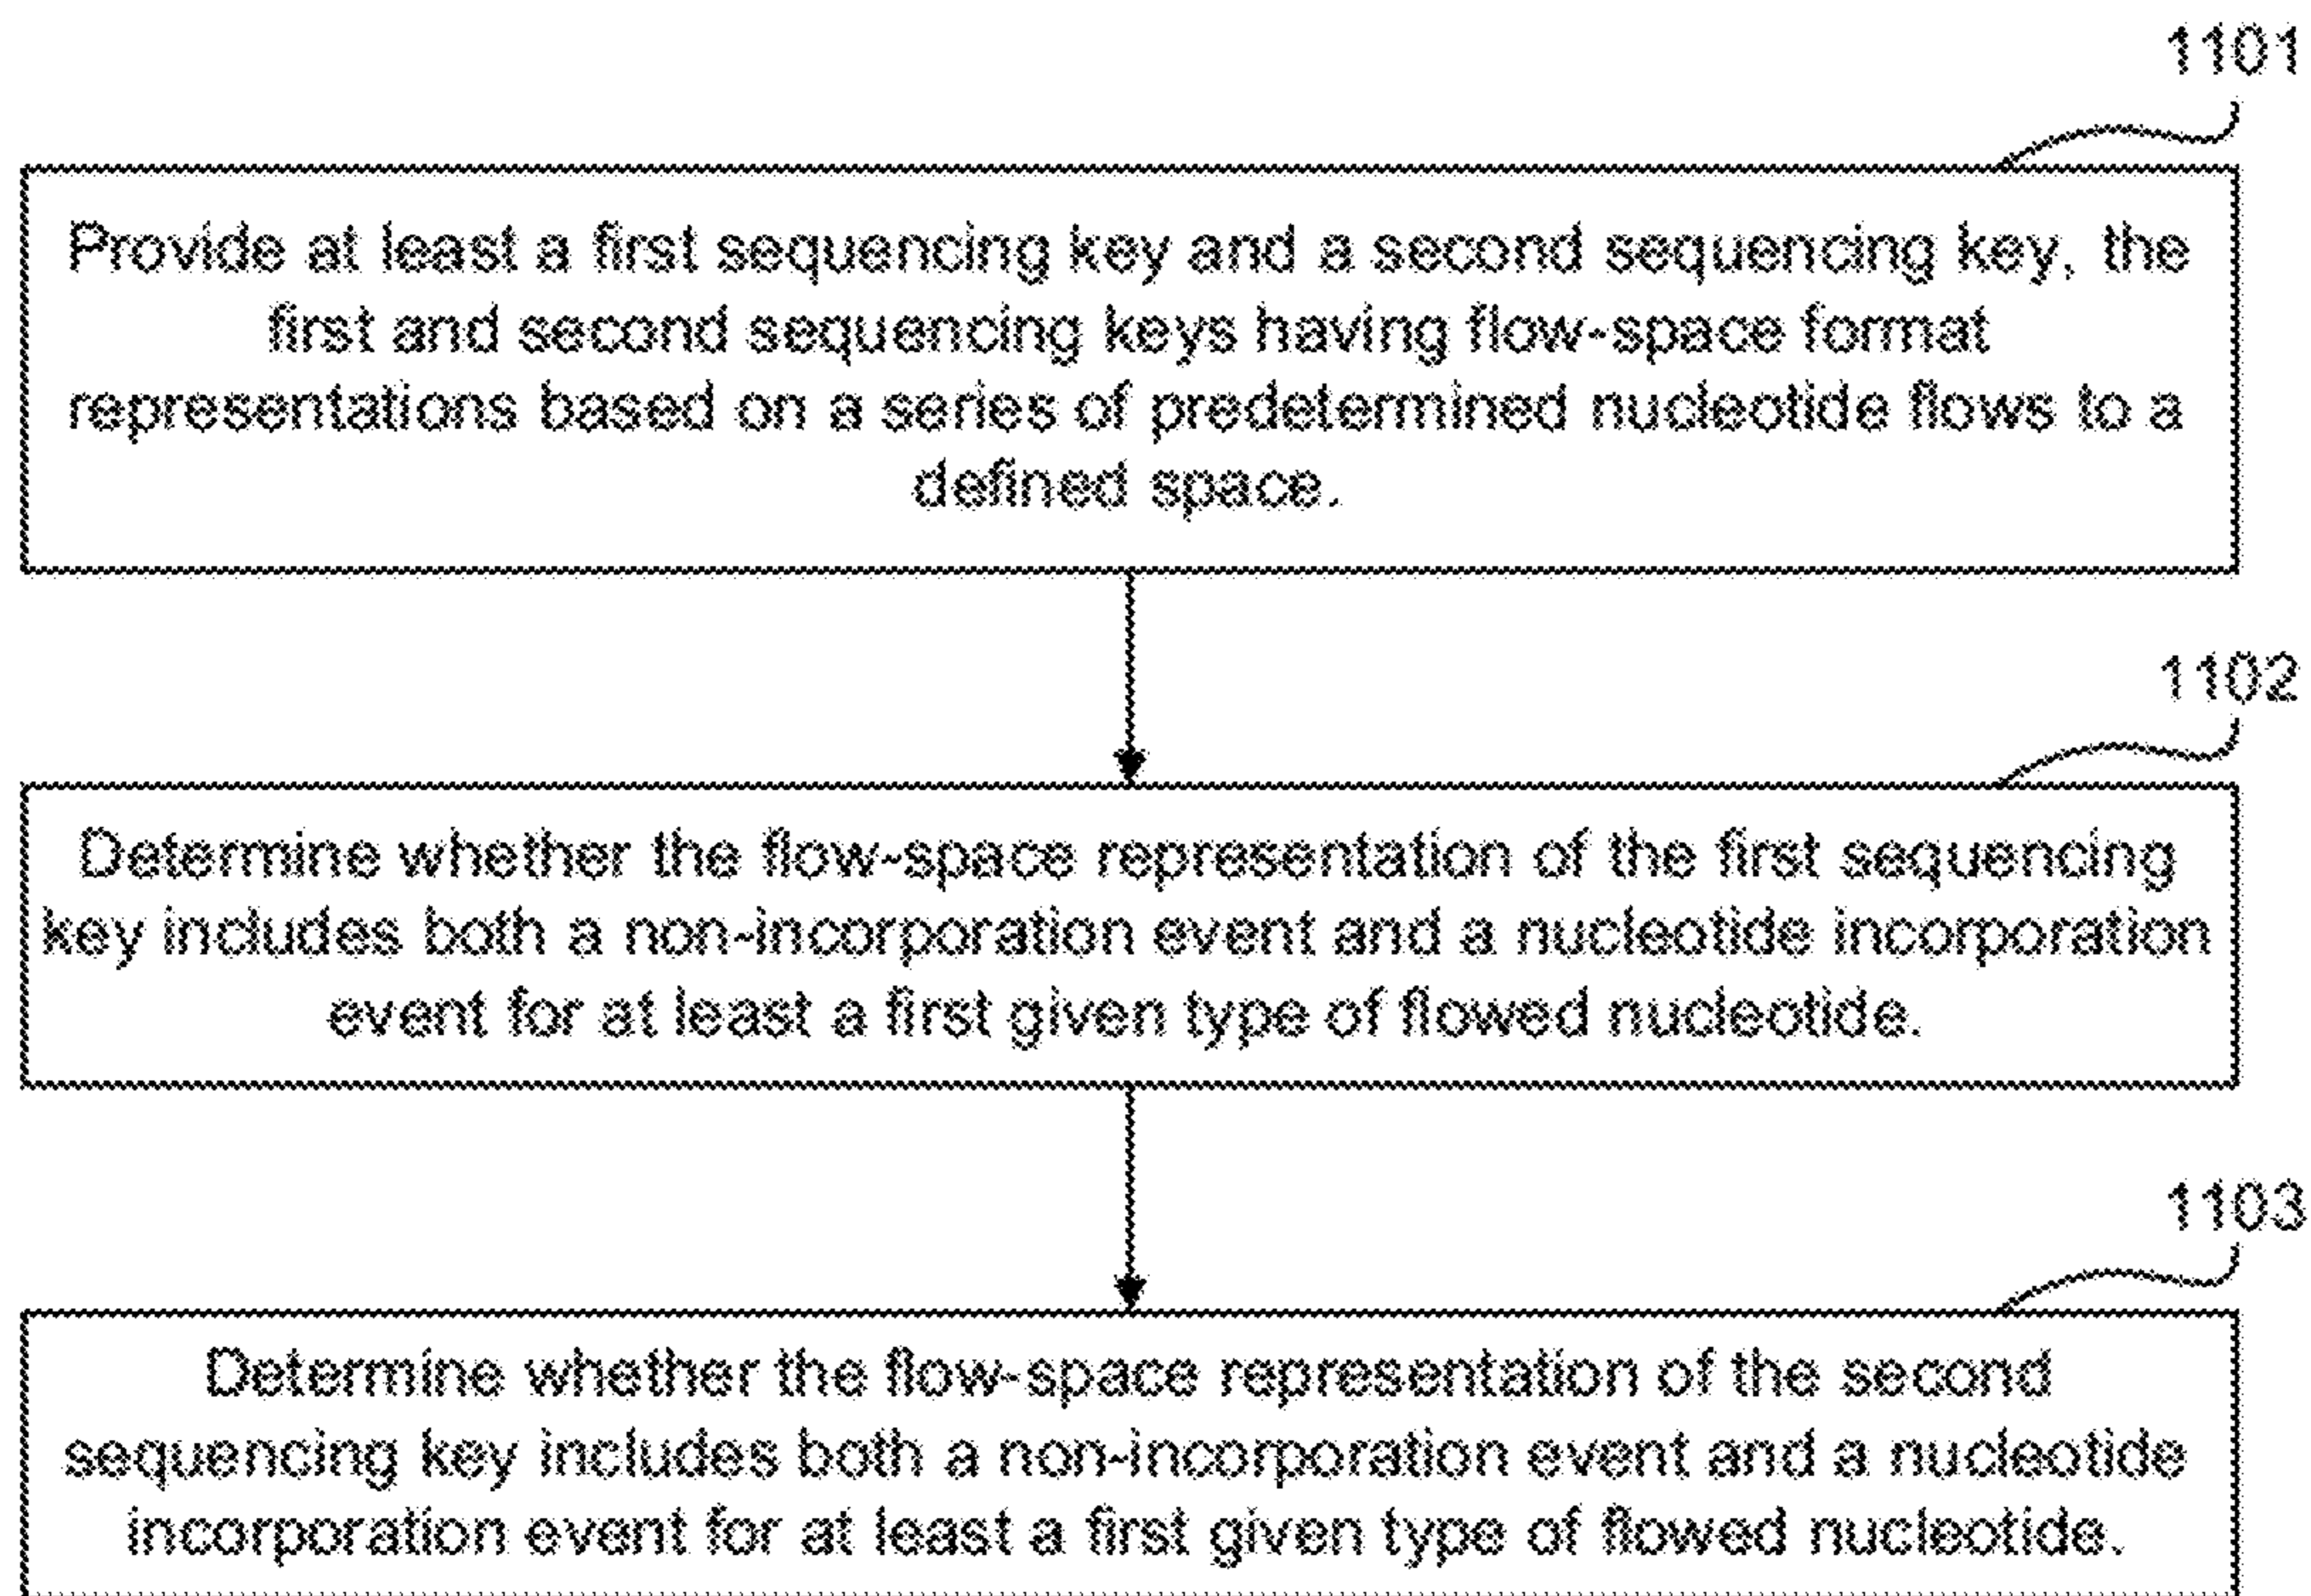 1101
Provide at least a first sequencing key and a second sequencing key, the
first and second sequencing keys having flow-space format
representations based on a series of predetermined nucleotide flows to a
defined space.
1102
Determine whether the flow-space representation of the first sequencing
key includes both a non-incorporation event and a nucleotide incorporation
event for at least a first given type of flowed nucleotide.
1103
Determine whether the flow-space representation of the second
sequencing key includes both a non-incorporation event and a nucleotide
incorporation event for at least a first given type of flowed nucleotide.